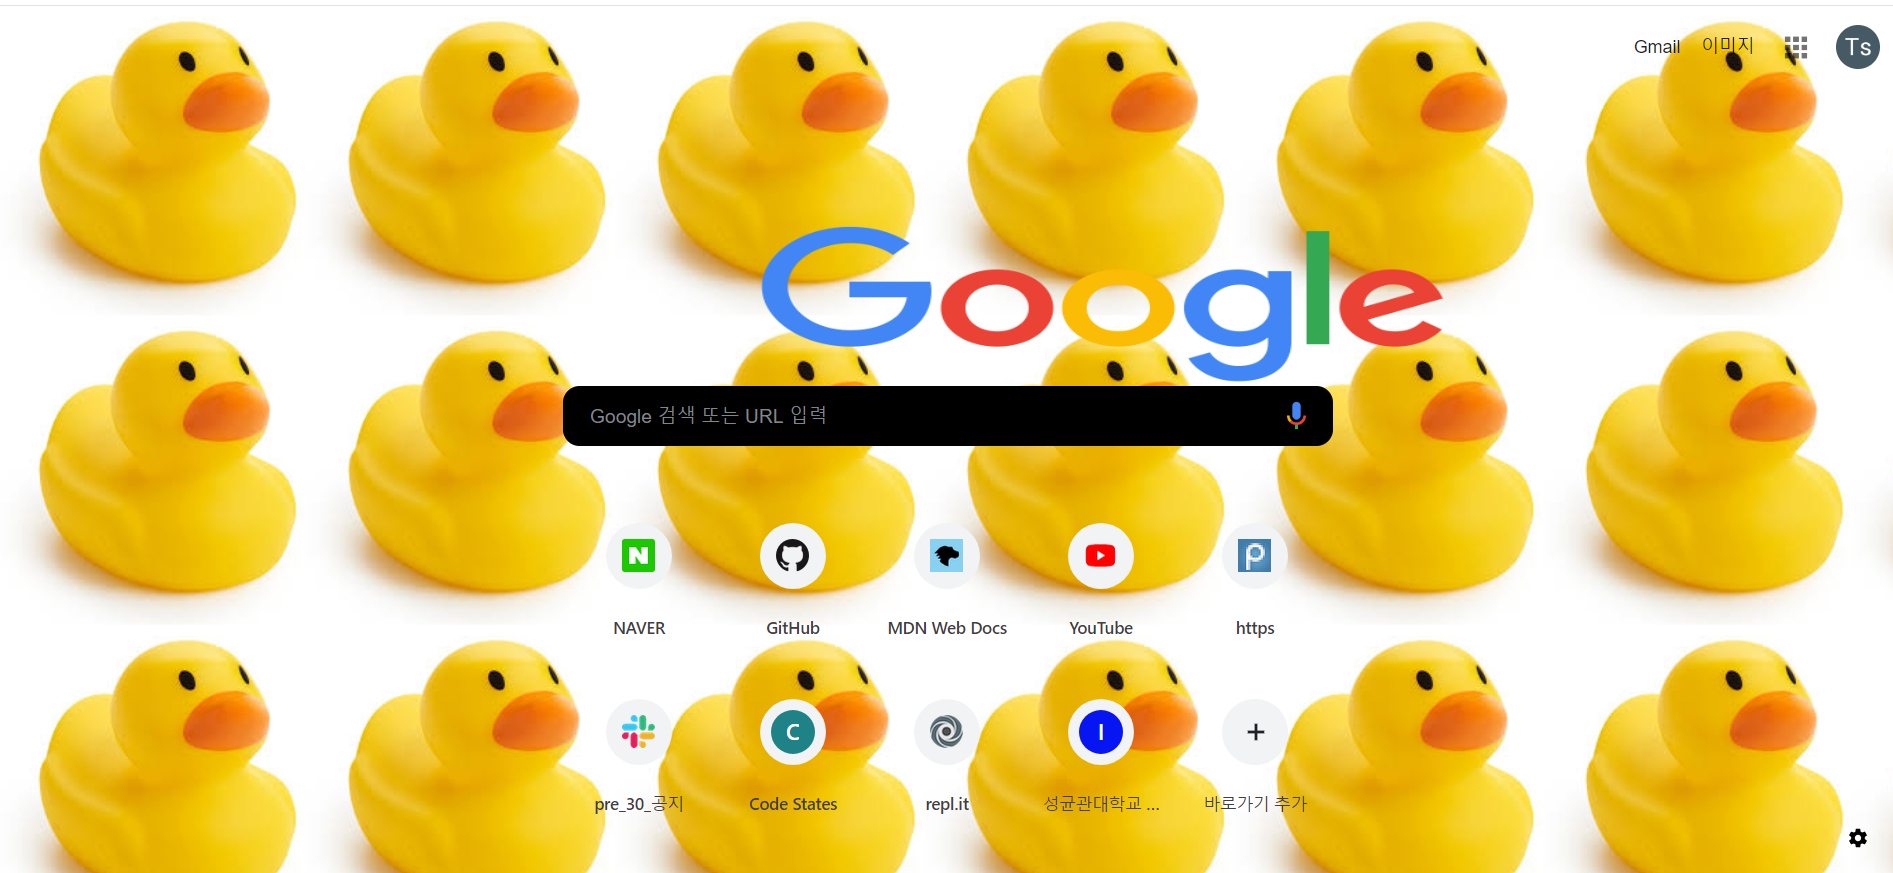 Gmail 이미지 Ts
Google
Google 검색 또는 URL 입력
N P
NAVER GitHub MDN Web Docs YouTube https
C I
pre_30_공지 Code States repl.it 성균관대학교 ... 바로가기 추가